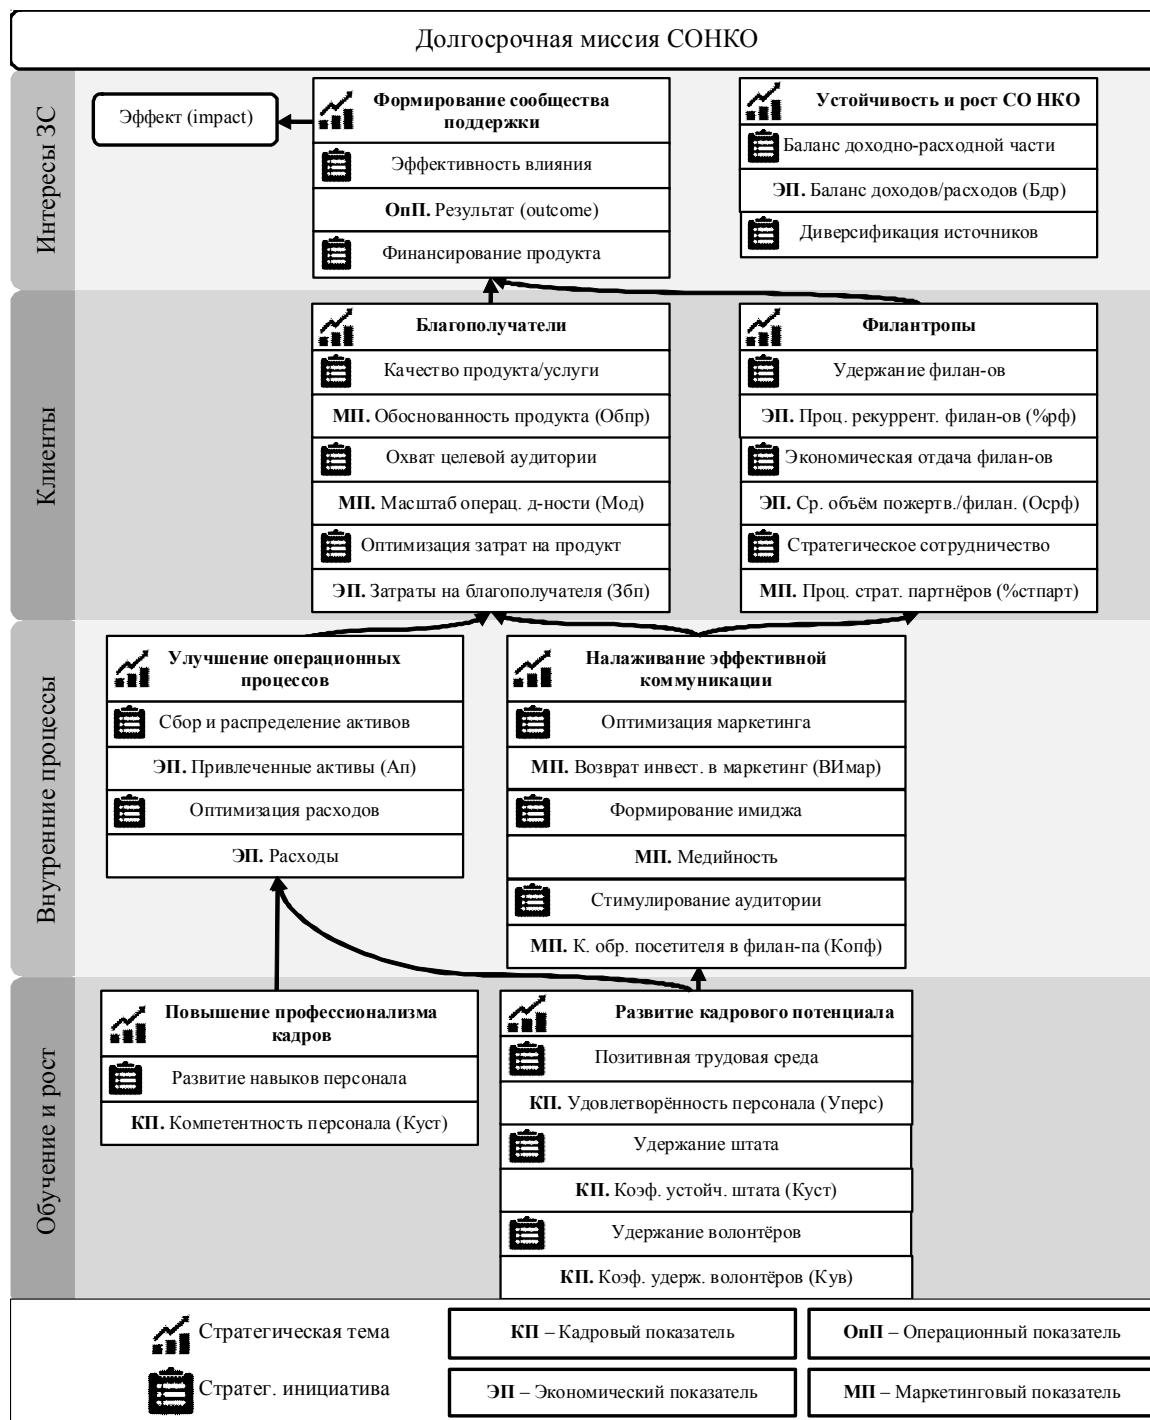 Долгосрочная миссия СОНКО
Интересы ЗС
Эффект (impact)
Формирование сообщества
поддержки
Эффективность влияния
ОпП. Результат (outcome)
Финансирование продукта
Устойчивость и рост СО НКО
Баланс доходно-расходной части
ЭП. Баланс доходов/расходов (Бдр)
Диверсификация источников
Клиенты
Благополучатели
Качество продукта/услуги
МП. Обоснованность продукта (Обпр)
Охват целевой аудитории
МП. Масштаб операц. д-ности (Мод)
Оптимизация затрат на продукт
ЭП. Затраты на благополучателя (Збп)
Филантропы
Удержание филан-ов
ЭП. Проц. рекуррент. филан-ов (%рф)
Экономическая отдача филан-ов
ЭП. Ср. объём пожертв./филан. (Осрф)
Стратегическое сотрудничество
МП. Проц. страт. партнёров (%стпарт)
Внутренние процессы
Улучшение операционных
процессов
Сбор и распределение активов
ЭП. Привлеченные активы (Ап)
Оптимизация расходов
ЭП. Расходы
Налаживание эффективной
коммуникации
Оптимизация маркетинга
МП. Возврат инвест. в маркетинг (ВИмар)
Формирование имиджа
МП. Медийность
Стимулирование аудитории
МП. К. обр. посетителя в филан-па (Копф)
Обучение и рост
Повышение профессионализма
кадров
Развитие навыков персонала
КП. Компетентность персонала (Куст)
Развитие кадрового потенциала
Позитивная трудовая среда
КП. Удовлетворённость персонала (Уперс)
Удержание штата
КП. Коэф. устойч. штата (Куст)
Удержание волонтёров
КП. Коэф. удерж. волонтёров (Кув)
Стратегическая тема
КП – Кадровый показатель
ОпП – Операционный показатель
Стратег. инициатива
ЭП – Экономический показатель
МП – Маркетинговый показатель